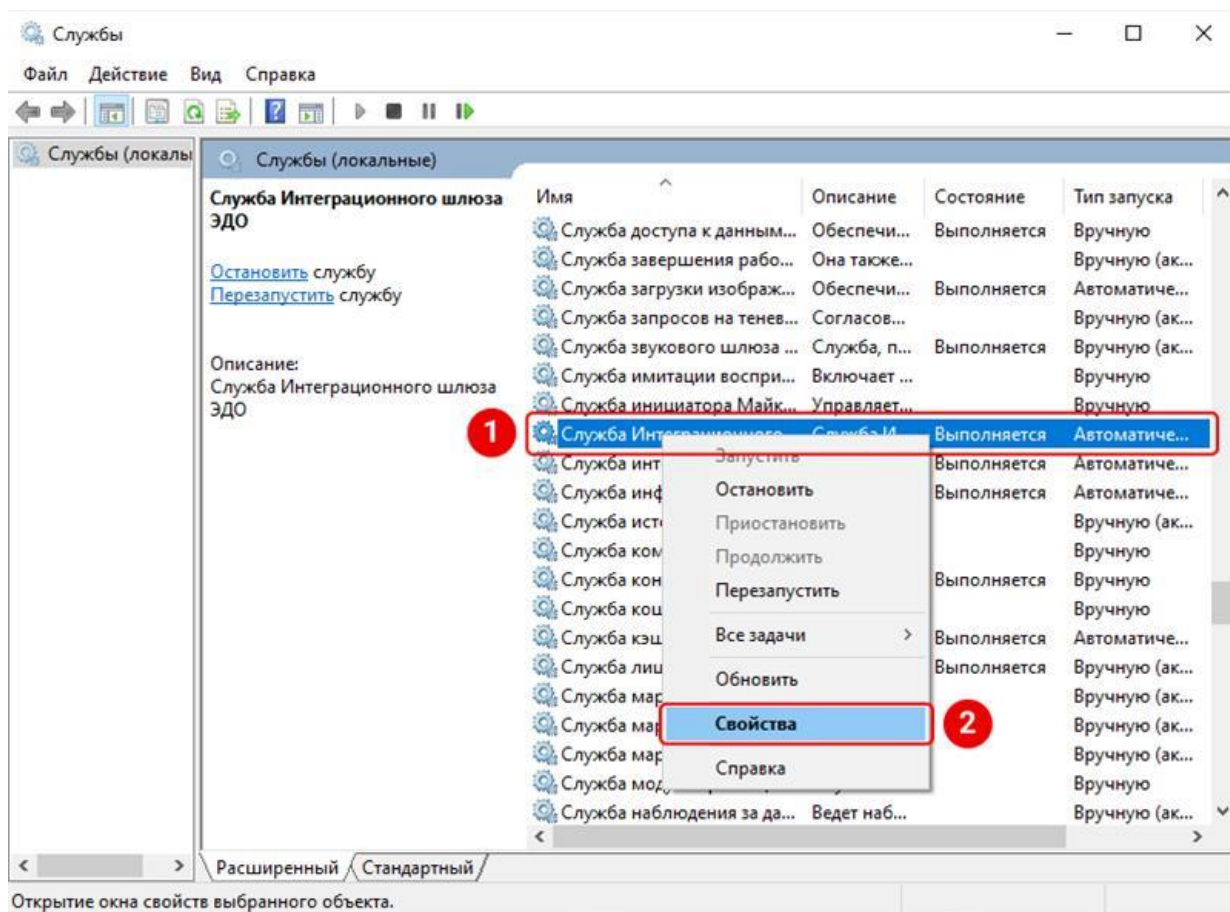 Службы
Файл Действие Вид Справка
Службы (локалы
Службы (локальные)
Служба Интеграционного шлюза
ЭДО
Остановить службу
Перезапустить службу
Описание:
Служба Интеграционного шлюза
ЭДО
Имя Описание Состояние Тип запуска
Служба доступа к данным... Обеспечи... Выполняется Вручную
Служба завершения рабо... Она также... Вручную (ак...
Служба загрузки изображ... Обеспечи... Выполняется Автоматиче...
Служба запросов на тенев... Согласов... Вручную (ак...
Служба звукового шлюза ... Служба, п... Выполняется Вручную (ак...
Служба имитации воспри... Включает ... Вручную
Служба инициатора Майк... Управляет... Вручную
1 Служба Интеграционного... Служба И... Выполняется Автоматиче...
Служба инт Выполняется Автоматиче...
Служба инф Выполняется Автоматиче...
Служба исто Вручную (ак...
Служба ком Вручную
Служба кон Выполняется Вручную
Служба кош Вручную
Служба кэш Выполняется Автоматиче...
Служба лиц Выполняется Вручную (ак...
Служба мар Вручную (ак...
Служба мар Вручную (ак...
Служба мар Вручную (ак...
Служба мод Вручную
Служба наблюдения за да... Ведет наб... Вручную (ак...
Запустить
Остановить
Приостановить
Продолжить
Перезапустить
Все задачи
Обновить
Свойства 2
Справка
Расширенный Стандартный
Открытие окна свойств выбранного объекта.